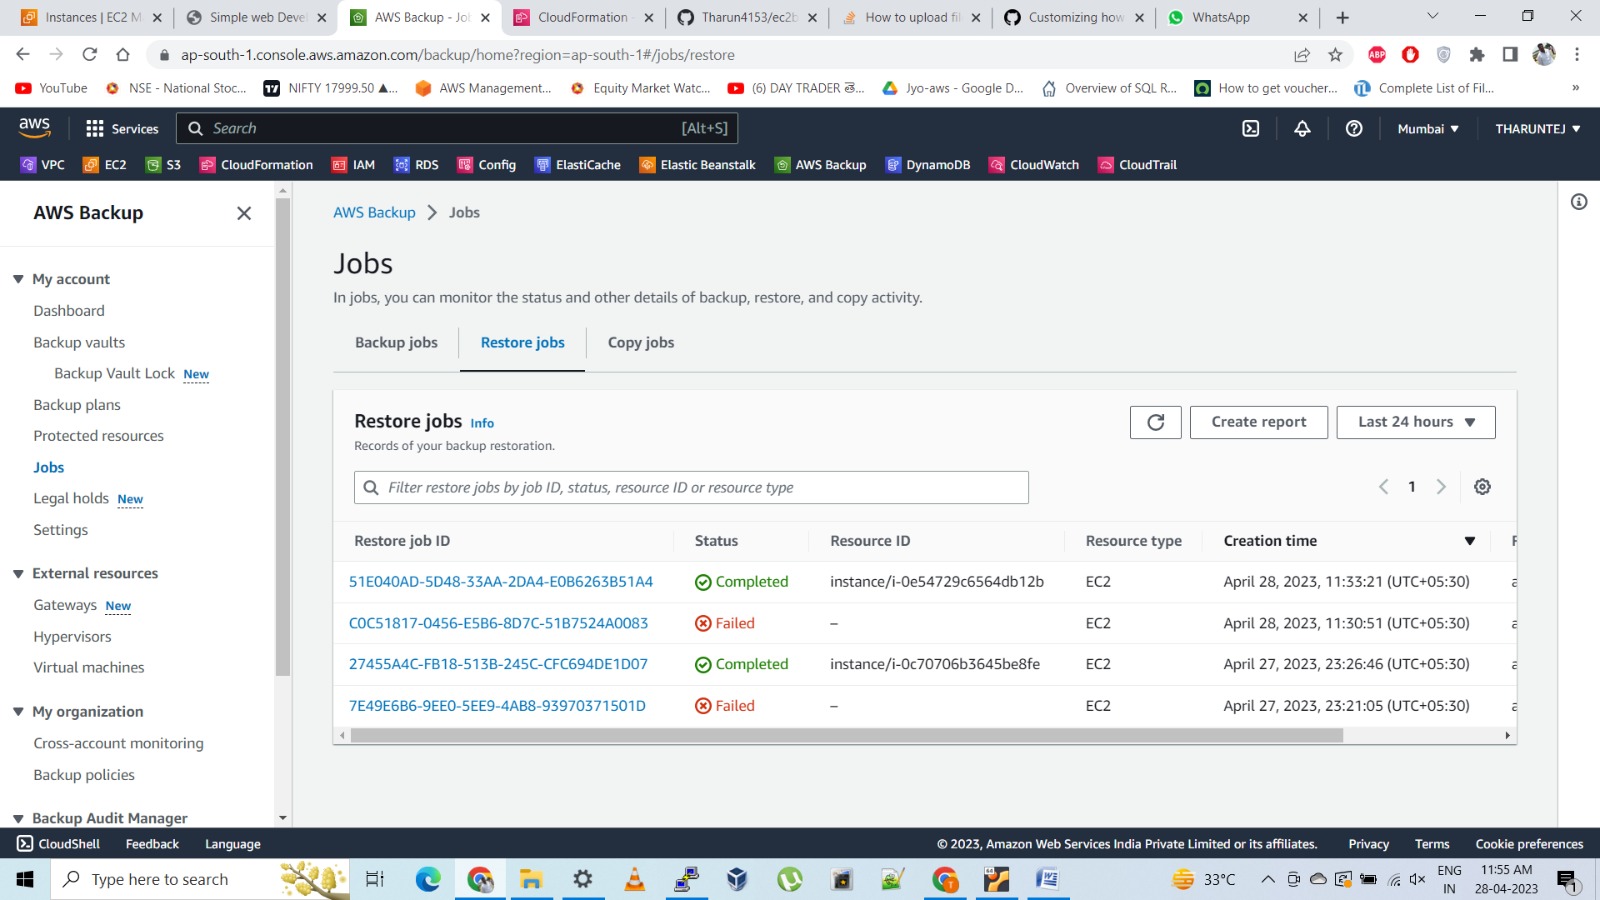 Instances | EC2 M
Simple web Devel
AWS Backup - Jo
CloudFormation -
Tharun4153/ec2b
How to upload fil
Customizing how
WhatsApp
ap-south-1.console.aws.amazon.com/backup/home?region=ap-south-1#/jobs/restore
ABP
YouTube
NSE - National Stoc...
NIFTY 17999.50 ▲...
AWS Management...
Equity Market Watc...
Jyo-aws - Google D...
Overview of SQL R...
How to get voucher...
Complete List of Fil...
»
aws
Services
Search
[Alt+S]
Mumbai ▼
THARUNTEJ ▼
VPC
EC2
S3
CloudFormation
IAM
RDS
Config
ElastiCache
Elastic Beanstalk
AWS Backup
DynamoDB
CloudWatch
CloudTrail
AWS Backup
My account
Dashboard
Backup vaults
Backup Vault Lock New
Backup plans
Protected resources
Jobs
Legal holds New
Settings
External resources
Gateways New
Hypervisors
Virtual machines
My organization
Cross-account monitoring
Backup policies
Backup Audit Manager
AWS Backup > Jobs
Jobs
In jobs, you can monitor the status and other details of backup, restore, and copy activity.
Backup jobs
Restore jobs
Copy jobs
Restore jobs Info
Records of your backup restoration.
Create report
Last 24 hours ▼
Filter restore jobs by job ID, status, resource ID or resource type
1
Restore job ID Status Resource ID Resource type Creation time
51E040AD-5D48-33AA-2DA4-E0B6263B51A4 Completed instance/i-0e54729c6564db12b EC2 April 28, 2023, 11:33:21 (UTC+05:30)
C0C51817-0456-E5B6-8D7C-51B7524A0083 Failed – EC2 April 28, 2023, 11:30:51 (UTC+05:30)
27455A4C-FB18-513B-245C-CFC694DE1D07 Completed instance/i-0c70706b3645be8fe EC2 April 27, 2023, 23:26:46 (UTC+05:30)
7E49E6B6-9EE0-5EE9-4AB8-93970371501D Failed – EC2 April 27, 2023, 23:21:05 (UTC+05:30)
CloudShell
Feedback
Language
© 2023, Amazon Web Services India Private Limited or its affiliates.
Privacy
Terms
Cookie preferences
Type here to search
33°C
ENG
IN
11:55 AM
28-04-2023
1